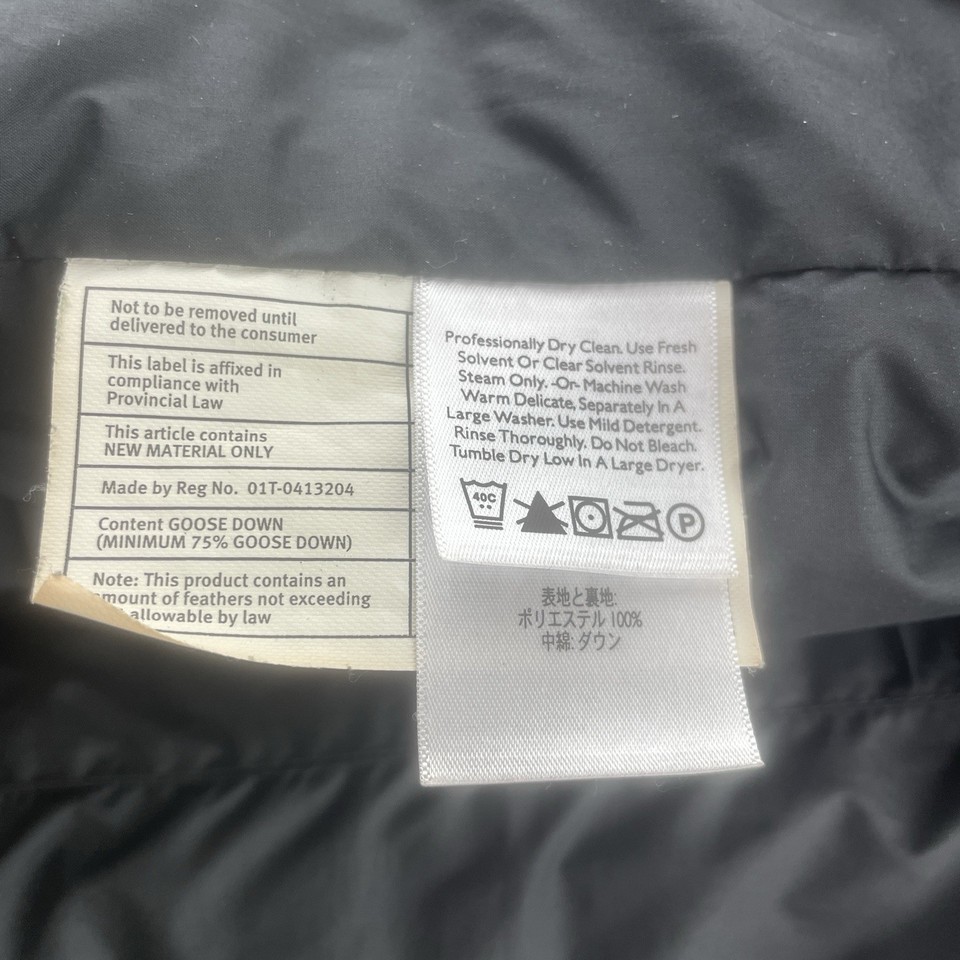 Not to be removed until
delivered to the consumer
This label is affixed in
compliance with
Provincial Law
This article contains
NEW MATERIAL ONLY
Made by Reg No. 01T-0413204
Content GOOSE DOWN
(MINIMUM 75% GOOSE DOWN)
Note: This product contains an
amount of feathers not exceeding
allowable by law
Professionally Dry Clean. Use Fresh
Solvent Or Clear Solvent Rinse.
Steam Only. -Or- Machine Wash
Warm Delicate, Separately In A
Large Washer. Use Mild Detergent.
Rinse Thoroughly. Do Not Bleach.
Tumble Dry Low In A Large Dryer.
40C
P
表地と裏地:
ポリエステル 100%
中綿: ダウン